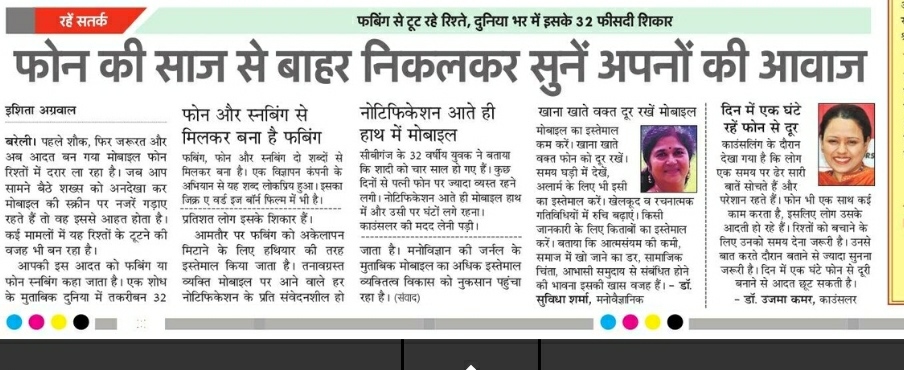 रहें सतर्क
फबिंग से टूट रहे रिश्ते, दुनिया भर में इसके 32 फीसदी शिकार
फोन की साज से बाहर निकलकर सुनें अपनों की आवाज
इशिता अग्रवाल
बरेली। पहले शौक, फिर जरूरत और
अब आदत बन गया मोबाइल फोन
रिश्तों में दरार ला रहा है। जब आप
सामने बैठे शख्स को अनदेखा कर
मोबाइल की स्क्रीन पर नजरें गड़ाए
रहते हैं तो वह इससे आहत होता है।
कई मामलों में यह रिश्तों के टूटने की
वजह भी बन रहा है।
आपकी इस आदत को फबिंग या
फोन स्नबिंग कहा जाता है। एक शोध
के मुताबिक दुनिया में तकरीबन 32
फोन और स्नबिंग से
मिलकर बना है फबिंग
फबिंग, फोन और स्नबिंग दो शब्दों से
मिलकर बना है। एक विज्ञापन कंपनी के
अभियान से यह शब्द लोकप्रिय हुआ। इसका
जिक्र ए वर्ड इज बॉर्न फिल्म में भी है।
प्रतिशत लोग इसके शिकार हैं।
आमतौर पर फबिंग को अकेलापन
मिटाने के लिए हथियार की तरह
इस्तेमाल किया जाता है। तनावग्रस्त
व्यक्ति मोबाइल पर आने वाले हर
नोटिफिकेशन के प्रति संवेदनशील हो
नोटिफिकेशन आते ही
हाथ में मोबाइल
सीबीगंज के 32 वर्षीय युवक ने बताया
कि शादी को चार साल हो गए हैं। कुछ
दिनों से पत्नी फोन पर ज्यादा व्यस्त रहने
लगी। नोटिफिकेशन आते ही मोबाइल हाथ
में और उसी पर घंटों लगे रहना।
काउंसलर की मदद लेनी पड़ी।
जाता है। मनोविज्ञान की जर्नल के
मुताबिक मोबाइल का अधिक इस्तेमाल
व्यक्तित्व विकास को नुकसान पहुंचा
रहा है। (संवाद)
खाना खाते वक्त दूर रखें मोबाइल
मोबाइल का इस्तेमाल
कम करें। खाना खाते
वक्त फोन को दूर रखें।
समय घड़ी में देखें,
अलार्म के लिए भी इसी
का इस्तेमाल करें। खेलकूद व रचनात्मक
गतिविधियों में रुचि बढ़ाएं। किसी
जानकारी के लिए किताबों का इस्तेमाल
करें। बताया कि आत्मसंयम की कमी,
समाज में खो जाने का डर, सामाजिक
चिंता, आभासी समुदाय से संबंधित होने
की भावना इसकी खास वजह हैं। - डॉ.
सुविधा शर्मा, मनोवैज्ञानिक
दिन में एक घंटे
रहें फोन से दूर
काउंसलिंग के दौरान
देखा गया है कि लोग
एक समय पर ढेर सारी
बातें सोचते हैं और
परेशान रहते हैं। फोन भी एक साथ कई
काम करता है, इसलिए लोग उसके
आदती हो रहे हैं। रिश्तों को बचाने के
लिए उनको समय देना जरूरी है। उनसे
बात करते दौरान बताने से ज्यादा सुनना
जरूरी है। दिन में एक घंटे फोन से दूरी
बनाने से आदत छूट सकती है।
- डॉ. उजमा कमर, काउंसलर